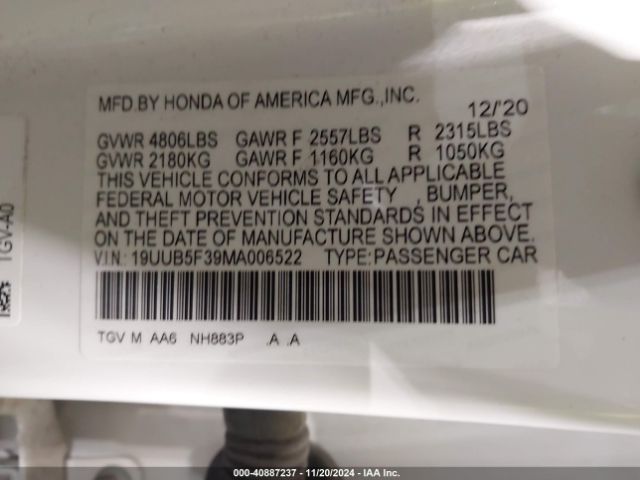 MFD.BY HONDA OF AMERICA MFG.,INC. 12/'20
GVWR 4806LBS GAWR F 2557LBS R 2315LBS
GVWR 2180KG GAWR F 1160KG R 1050KG
THIS VEHICLE CONFORMS TO ALL APPLICABLE
FEDERAL MOTOR VEHICLE SAFETY , BUMPER,
AND THEFT PREVENTION STANDARDS IN EFFECT
ON THE DATE OF MANUFACTURE SHOWN ABOVE.
VIN: 19UUB5F39MA006522 TYPE:PASSENGER CAR
TGV M AA6 NH883P .A .A
TGV-A0
000-40887237 - 11/20/2024 - IAA Inc.